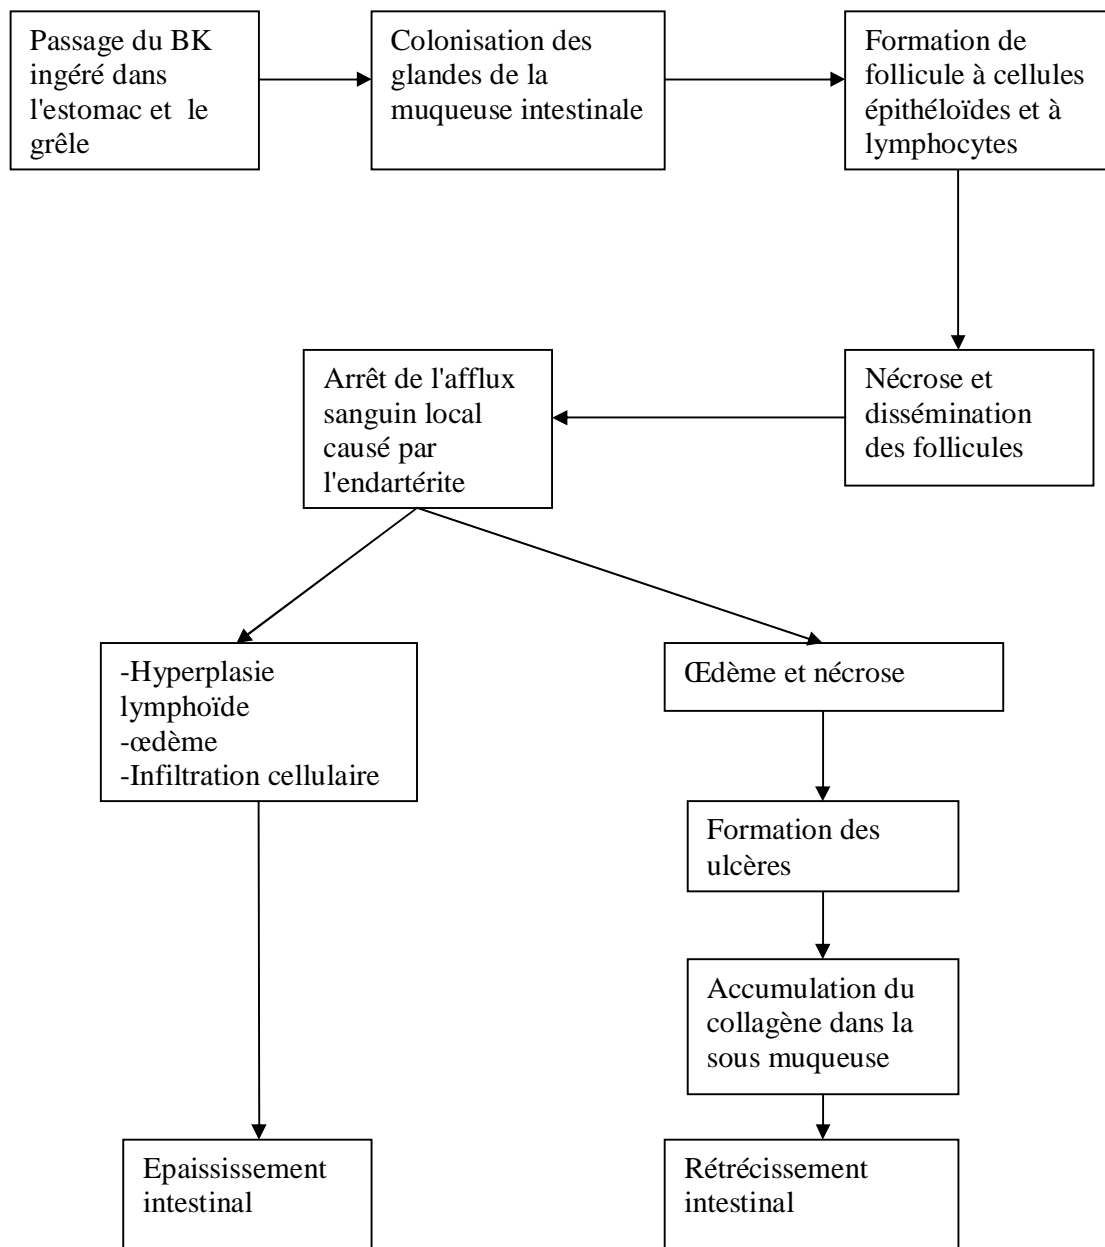 Passage du BK
ingéré dans
l'estomac et le
grêle
Colonisation des
glandes de la
muqueuse intestinale
Formation de
follicule à cellules
épithéloïdes et à
lymphocytes
Arrêt de l'afflux
sanguin local
causé par
l'endartérite
Nécrose et
dissémination
des follicules
-Hyperplasie
lymphoïde
-œdème
-Infiltration cellulaire
Œdème et nécrose
Formation des
ulcères
Accumulation du
collagène dans la
sous muqueuse
Epaississement
intestinal
Rétrécissement
intestinal